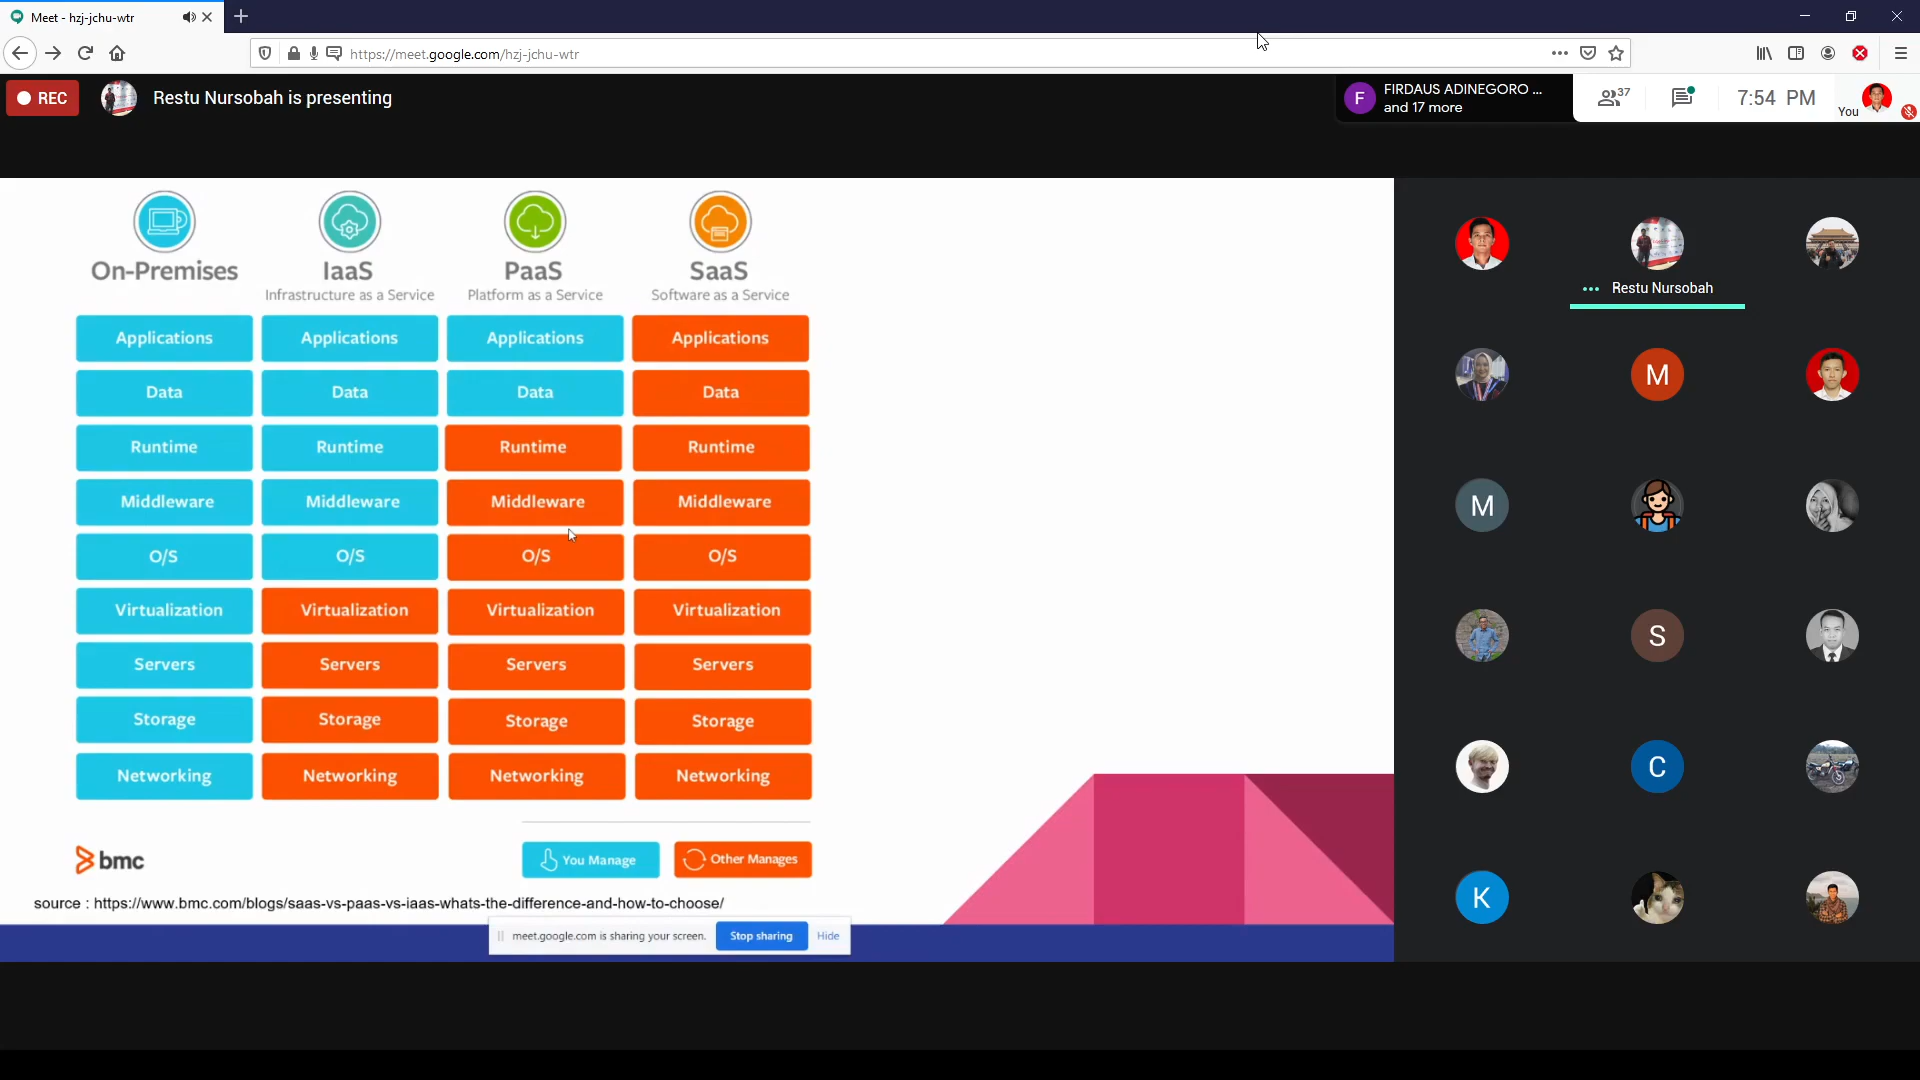 Meet - hzj-jchu-wtr
https://meet.google.com/hzj-jchu-wtr
REC
Restu Nursobah is presenting
F
FIRDAUS ADINEGORO ...
and 17 more
37
7:54 PM
You
On-Premises
IaaS
Infrastructure as a Service
PaaS
Platform as a Service
SaaS
Software as a Service
Applications Applications Applications Applications
Data Data Data Data
Runtime Runtime Runtime Runtime
Middleware Middleware Middleware Middleware
O/S O/S O/S O/S
Virtualization Virtualization Virtualization Virtualization
Servers Servers Servers Servers
Storage Storage Storage Storage
Networking Networking Networking Networking
bmc
You Manage
Other Manages
source : https://www.bmc.com/blogs/saas-vs-paas-vs-iaas-whats-the-difference-and-how-to-choose/
meet.google.com is sharing your screen.
Stop sharing
Hide
Restu Nursobah
M
M
S
C
K